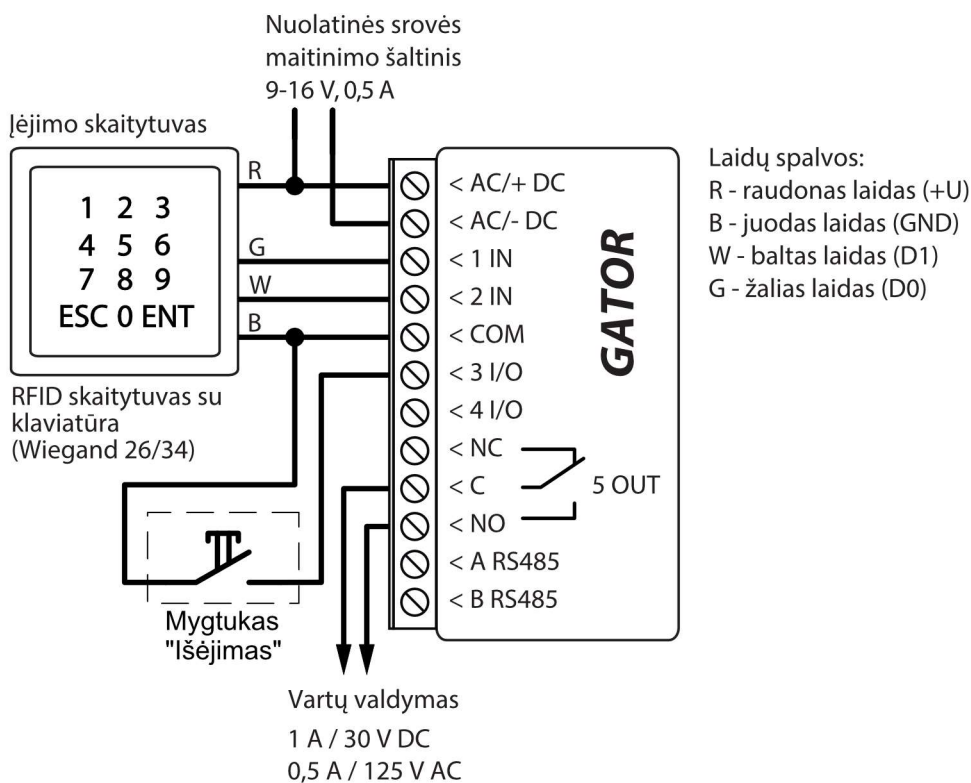 Nuolatinės srovės
maitinimo šaltinis
9-16 V, 0,5 A
Įėjimo skaitytuvas
1 2 3
4 5 6
7 8 9
ESC 0 ENT
R
G
W
B
RFID skaitytuvas su
klaviatūra
(Wiegand 26/34)
Mygtukas
"Išėjimas"
< AC/+ DC
< AC/- DC
< 1 IN
< 2 IN
< COM
< 3 I/O
< 4 I/O
< NC
< C
< NO
< A RS485
< B RS485
5 OUT
GATOR
Laidų spalvos:
R - raudonas laidas (+U)
B - juodas laidas (GND)
W - baltas laidas (D1)
G - žalias laidas (D0)
Vartų valdymas
1 A / 30 V DC
0,5 A / 125 V AC